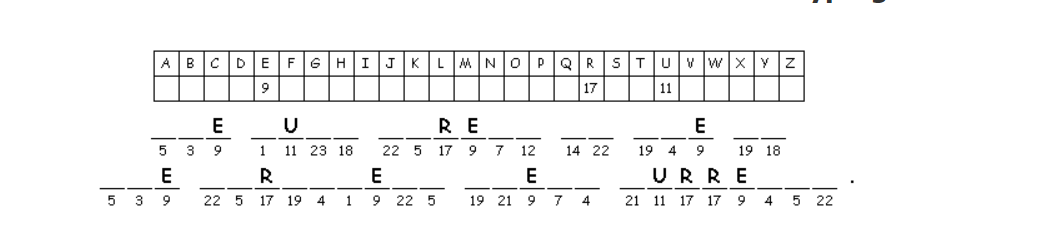 A B C D E F G H I J K L M N O P Q R S T U V W X Y Z
9 17 11
E U R E E
5 3 9 1 11 23 18 22 5 17 9 7 12 14 22 19 4 9 19 18
E R E E U R R E .
5 3 9 22 5 17 19 4 1 9 22 5 19 21 9 7 4 21 11 17 17 9 4 5 22